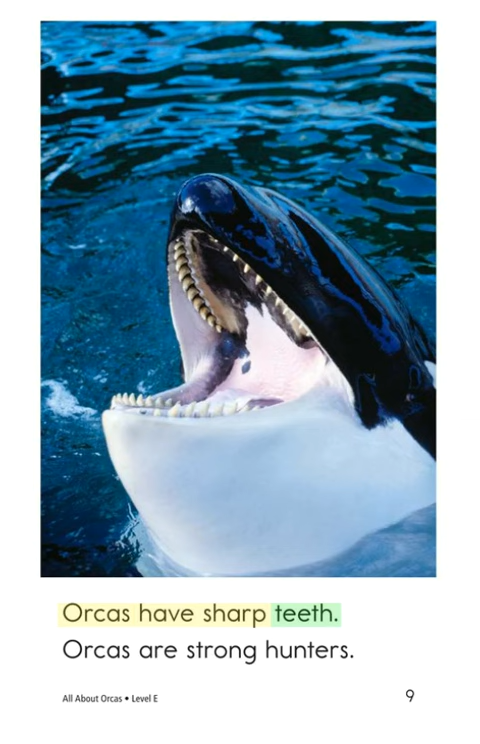 Orcas have sharp teeth.
Orcas are strong hunters.
All About Orcas • Level E
9